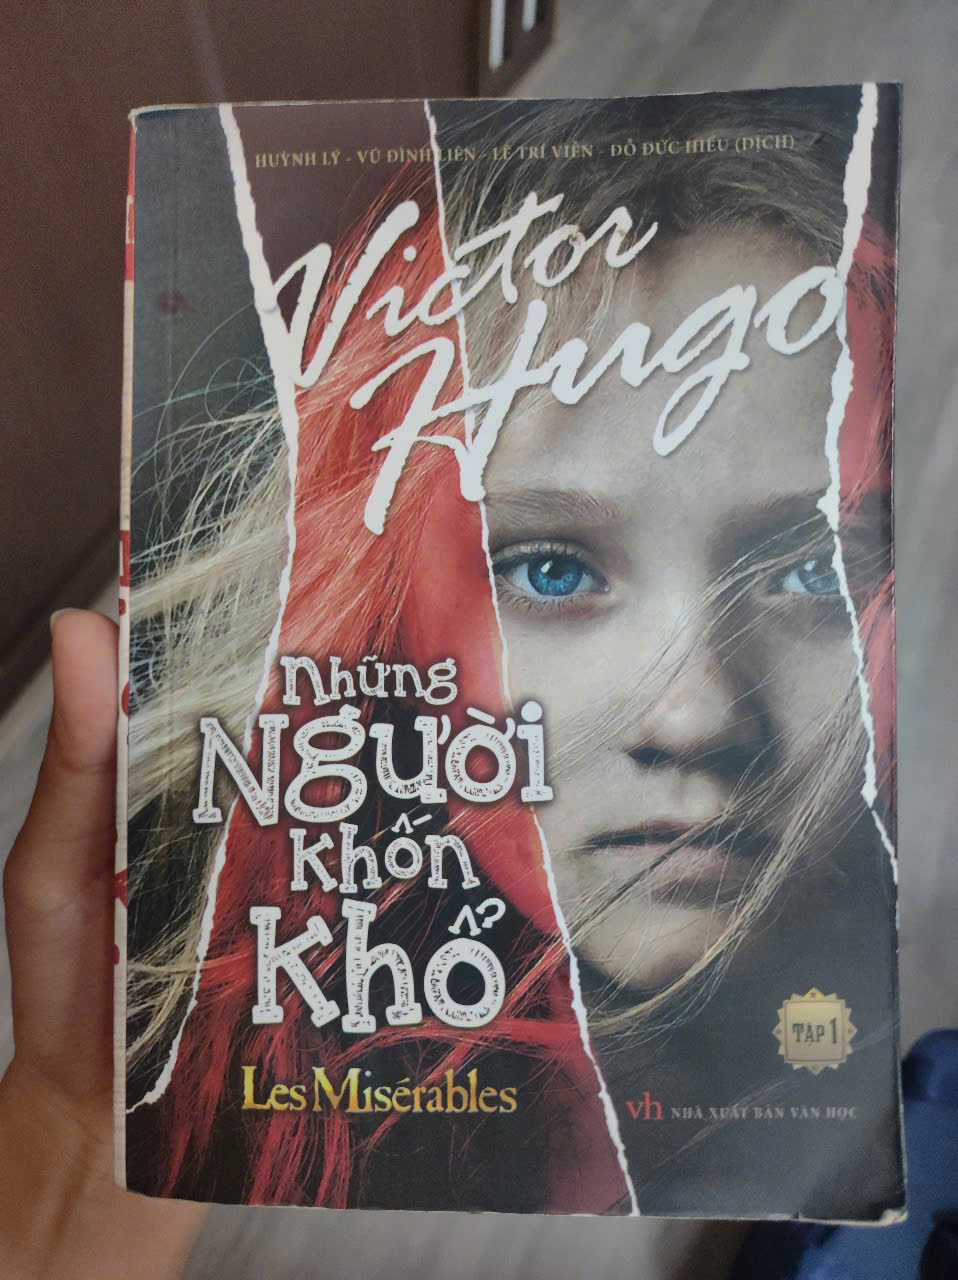 HUỲNH LÝ - VŨ ĐÌNH LIÊN - LÊ TRÍ VIỄN - ĐỖ ĐỨC HIỂU (DỊCH)
Victor
Hugo
Những
Người
khốn
khổ
Les Misérables
TẬP 1
vh NHÀ XUẤT BẢN VĂN HỌC